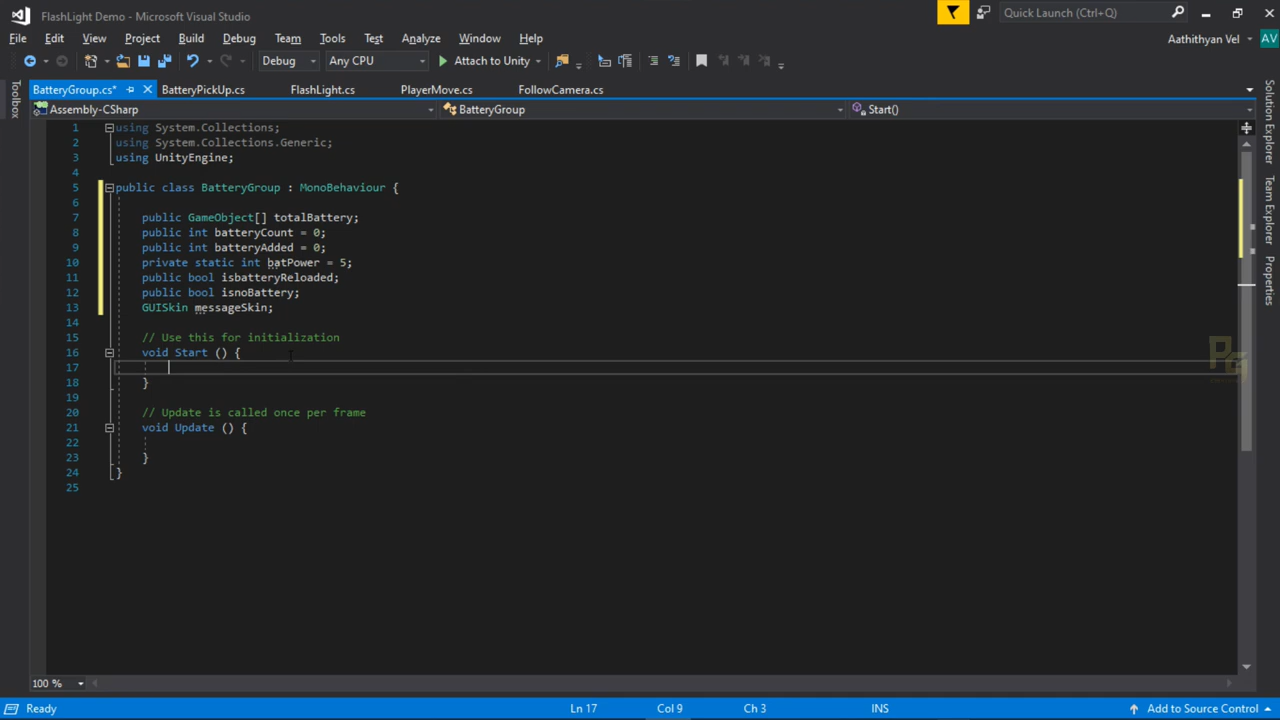 FlashLight Demo - Microsoft Visual Studio
Quick Launch (Ctrl+Q)
File Edit View Project Build Debug Team Tools Test Analyze Window Help
Aathithyan Vel AV
Debug Any CPU Attach to Unity
BatteryGroup.cs* BatteryPickUp.cs FlashLight.cs PlayerMove.cs FollowCamera.cs
Assembly-CSharp BatteryGroup Start()
Toolbox
Solution Explorer
Team Explorer
Properties
1 using System.Collections;
2 using System.Collections.Generic;
3 using UnityEngine;
4
5 public class BatteryGroup : MonoBehaviour {
6
7 public GameObject[] totalBattery;
8 public int batteryCount = 0;
9 public int batteryAdded = 0;
10 private static int batPower = 5;
11 public bool isbatteryReloaded;
12 public bool isnoBattery;
13 GUISkin messageSkin;
14
15 // Use this for initialization
16 void Start () {
17
18 }
19
20 // Update is called once per frame
21 void Update () {
22
23 }
24 }
25
PG
100 %
Ready Ln 17 Col 9 Ch 3 INS Add to Source Control